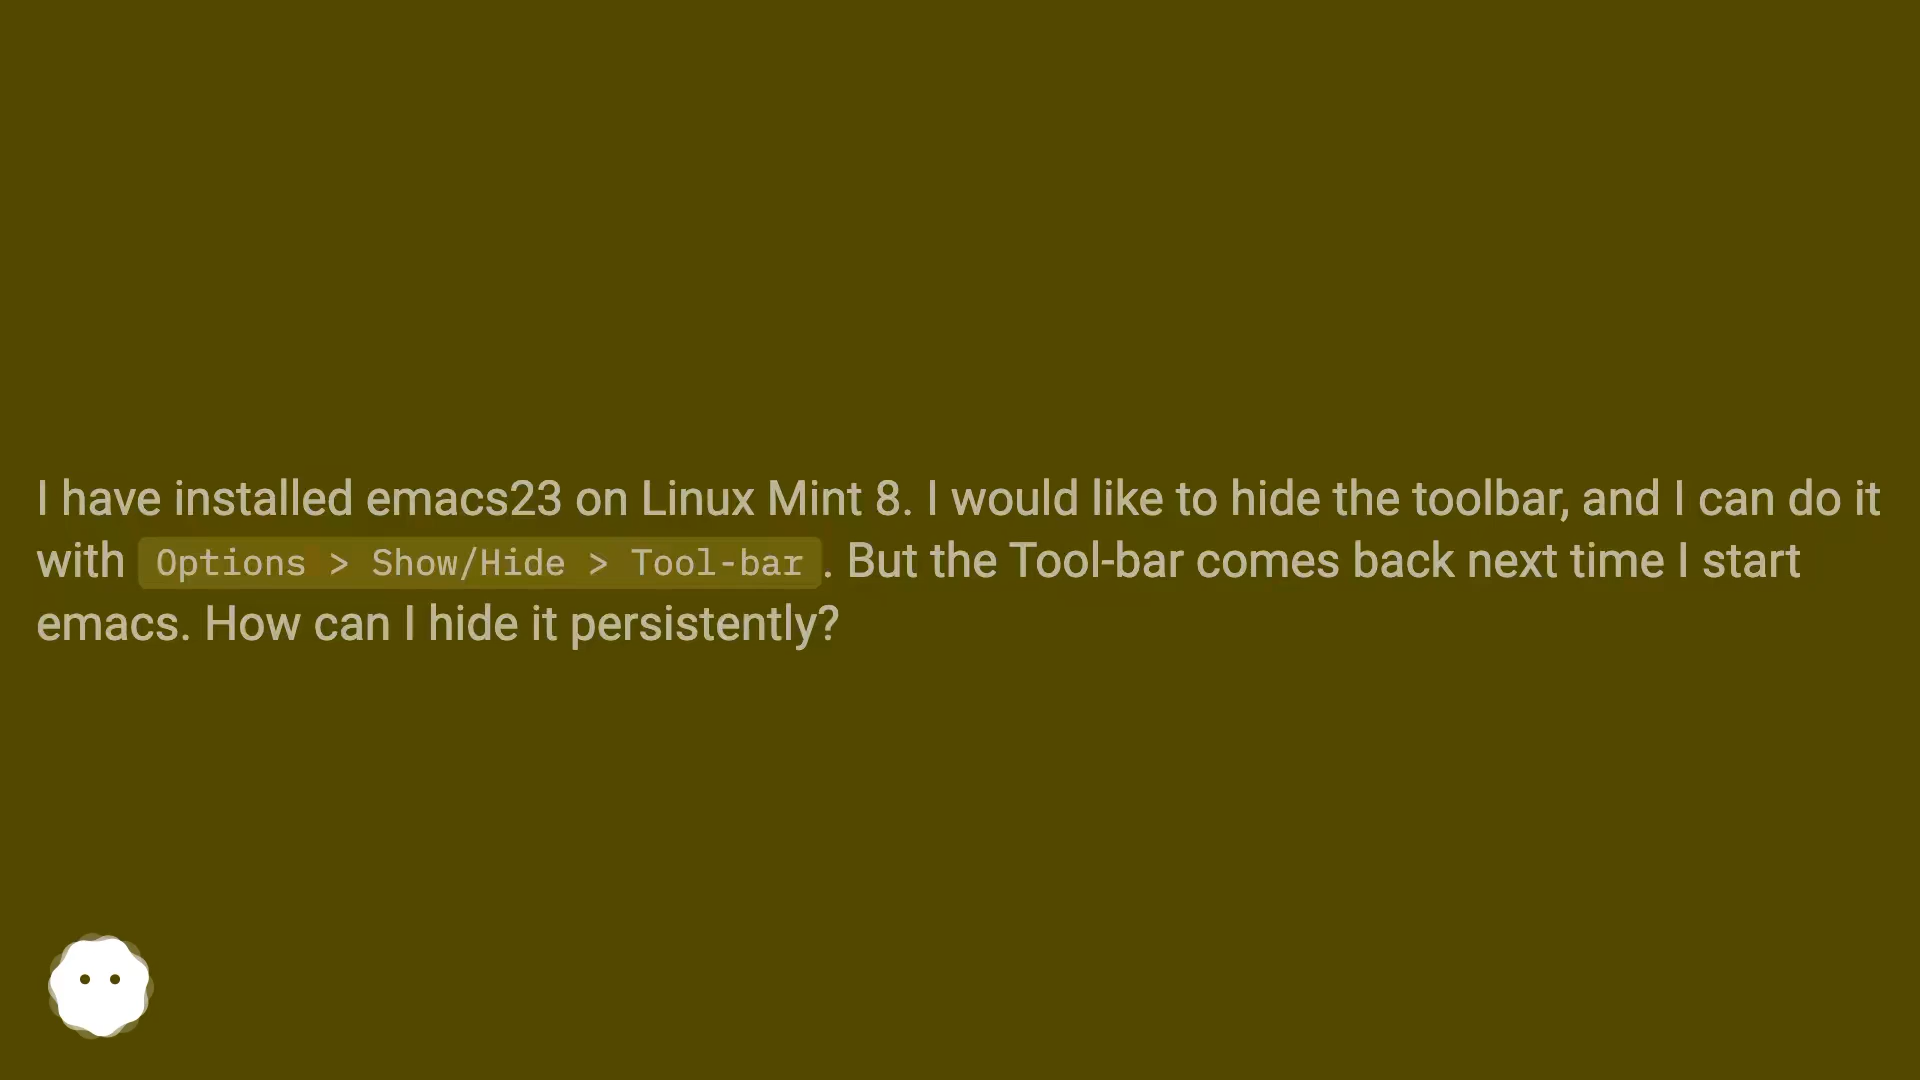 I have installed emacs23 on Linux Mint 8. I would like to hide the toolbar, and I can do it
with Options > Show/Hide > Tool-bar. But the Tool-bar comes back next time I start
emacs. How can I hide it persistently?